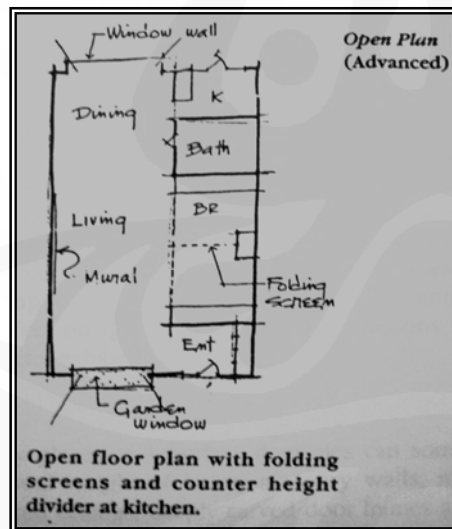 Window wall
Open Plan
(Advanced)
K
Dining
Bath
BR
Living
Mural
Folding
Screen
Ent
Garden
Window
Open floor plan with folding
screens and counter height
divider at kitchen.